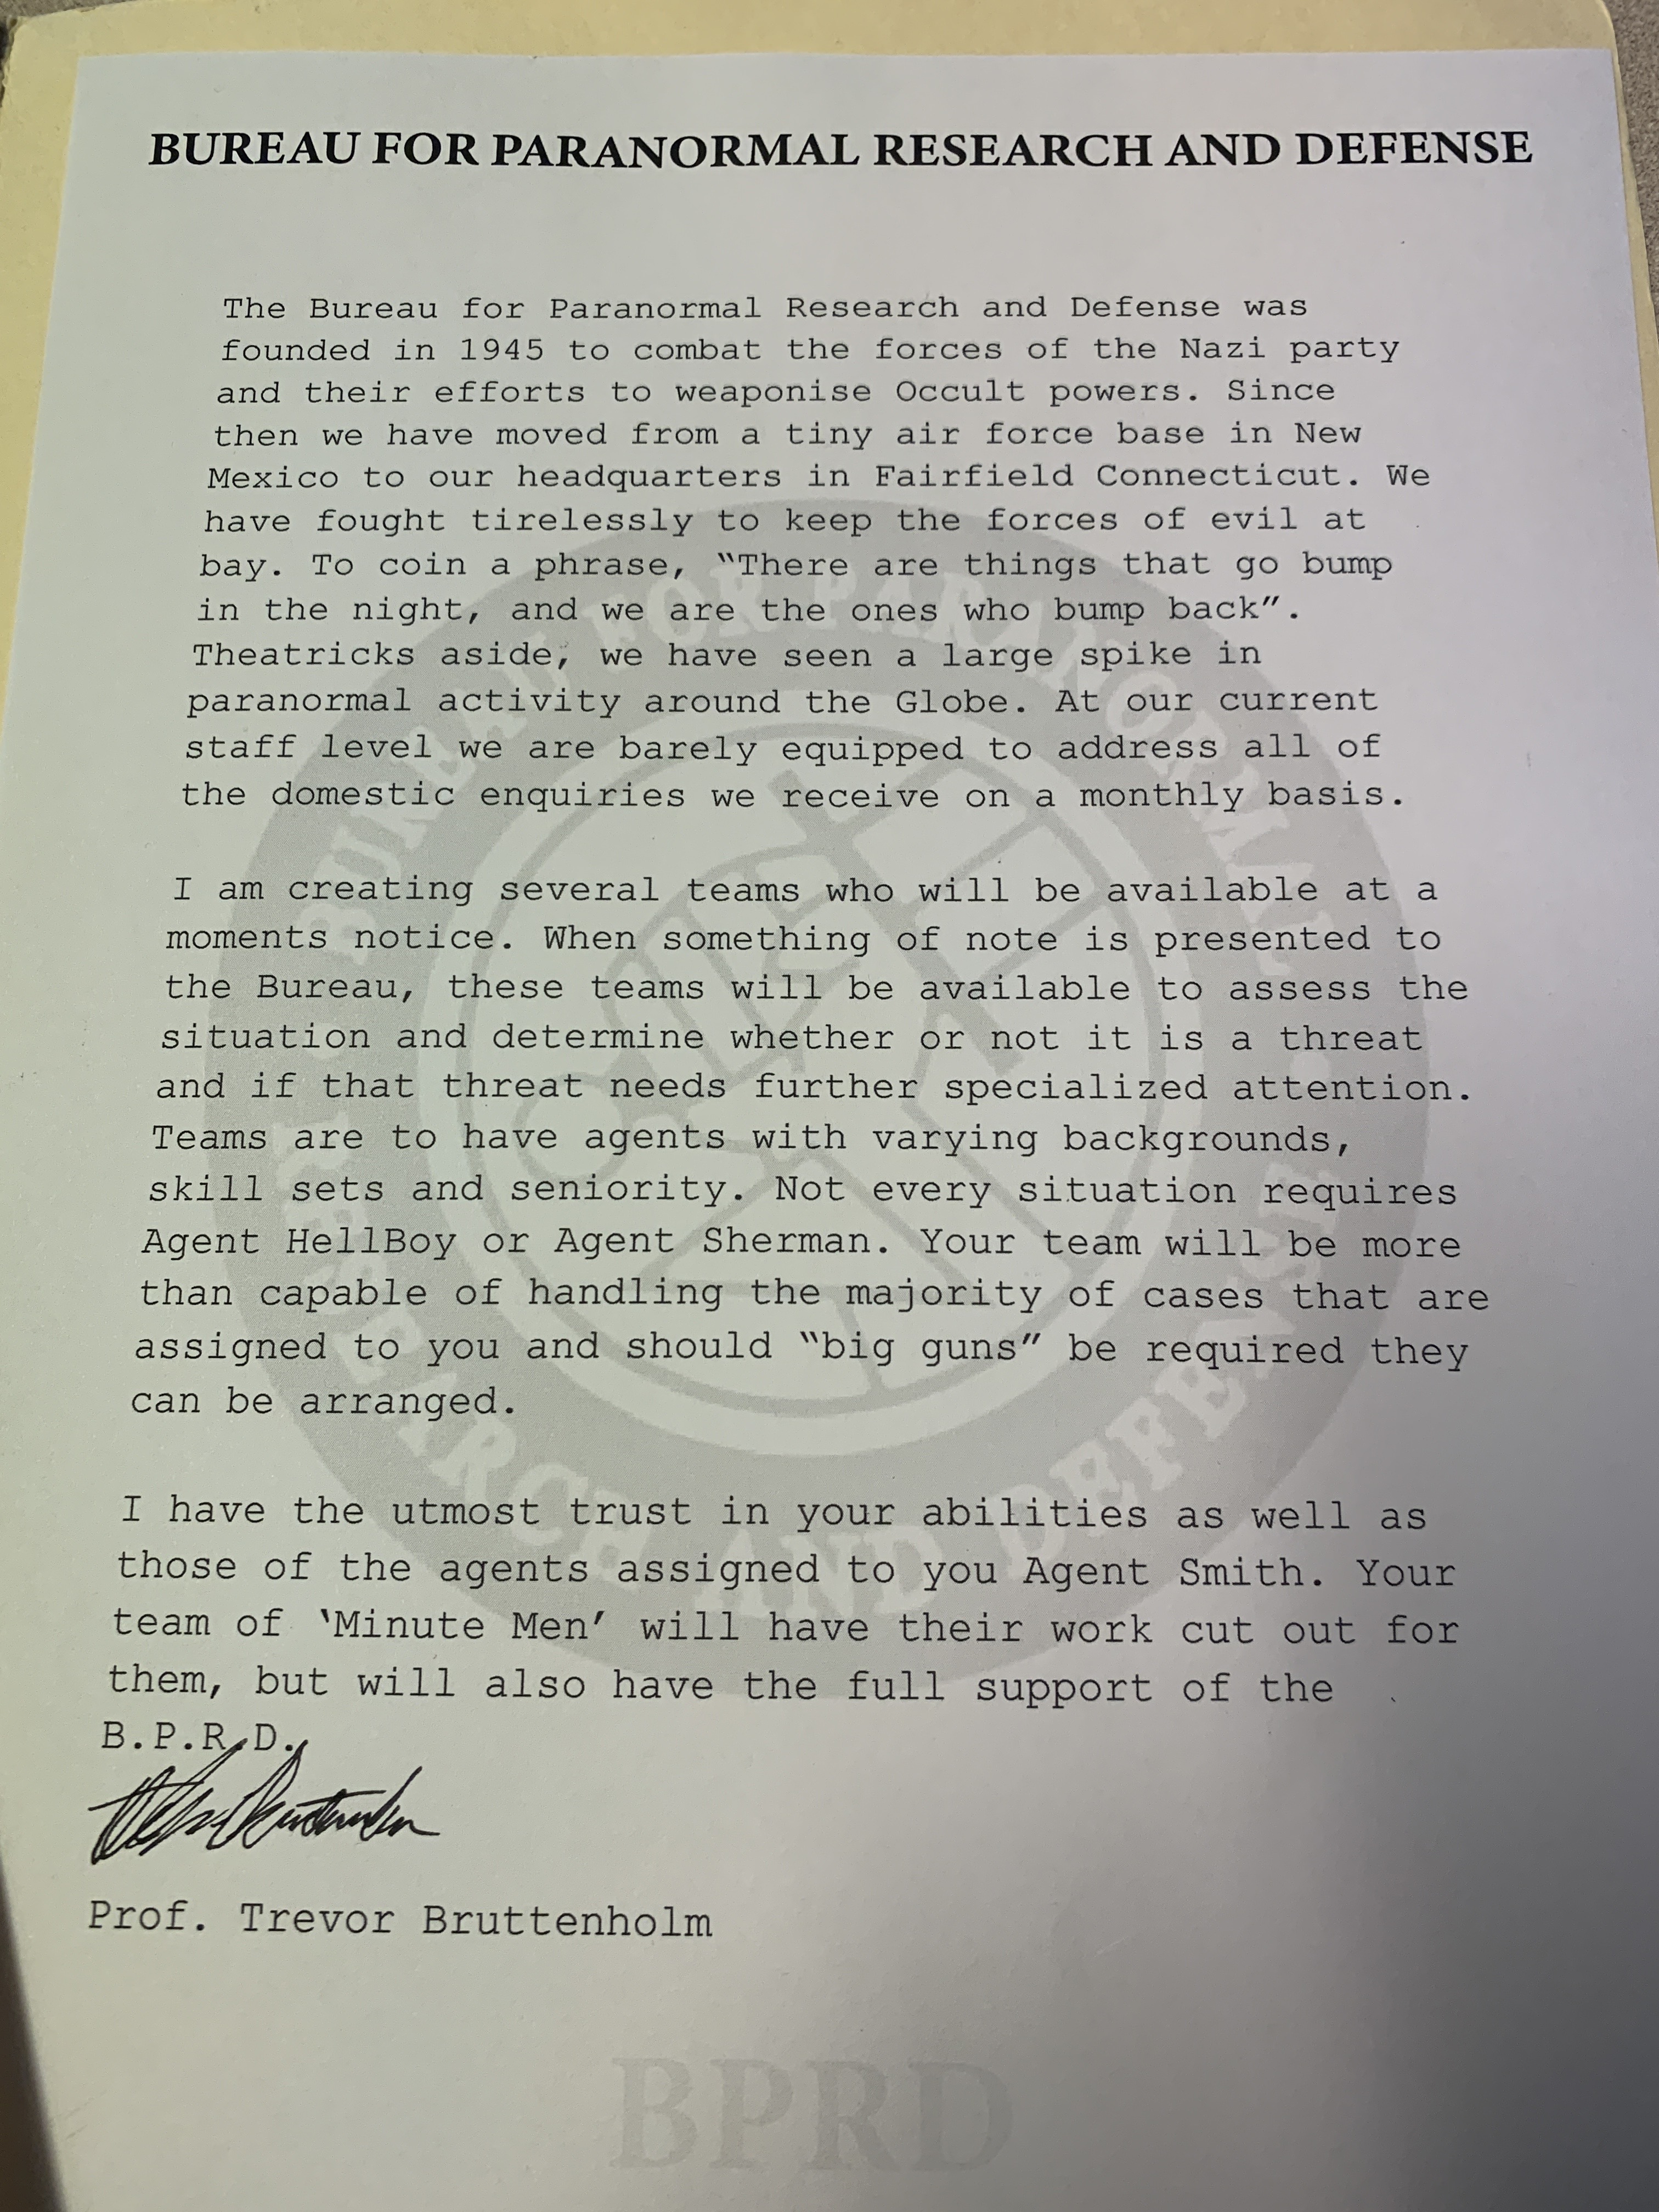 BUREAU FOR PARANORMAL RESEARCH AND DEFENSE
The Bureau for Paranormal Research and Defense was
founded in 1945 to combat the forces of the Nazi party
and their efforts to weaponise Occult powers. Since
then we have moved from a tiny air force base in New
Mexico to our headquarters in Fairfield Connecticut. We
have fought tirelessly to keep the forces of evil at
bay. To coin a phrase, “There are things that go bump
in the night, and we are the ones who bump back”.
Theatricks aside, we have seen a large spike in
paranormal activity around the Globe. At our current
staff level we are barely equipped to address all of
the domestic enquiries we receive on a monthly basis.
I am creating several teams who will be available at a
moments notice. When something of note is presented to
the Bureau, these teams will be available to assess the
situation and determine whether or not it is a threat
and if that threat needs further specialized attention.
Teams are to have agents with varying backgrounds,
skill sets and seniority. Not every situation requires
Agent HellBoy or Agent Sherman. Your team will be more
than capable of handling the majority of cases that are
assigned to you and should “big guns” be required they
can be arranged.
I have the utmost trust in your abilities as well as
those of the agents assigned to you Agent Smith. Your
team of ‘Minute Men’ will have their work cut out for
them, but will also have the full support of the
B.P.R.D.
Prof. Trevor Bruttenholm
BUREAU FOR PARANORMAL
RESEARCH AND DEFENSE
BPRD